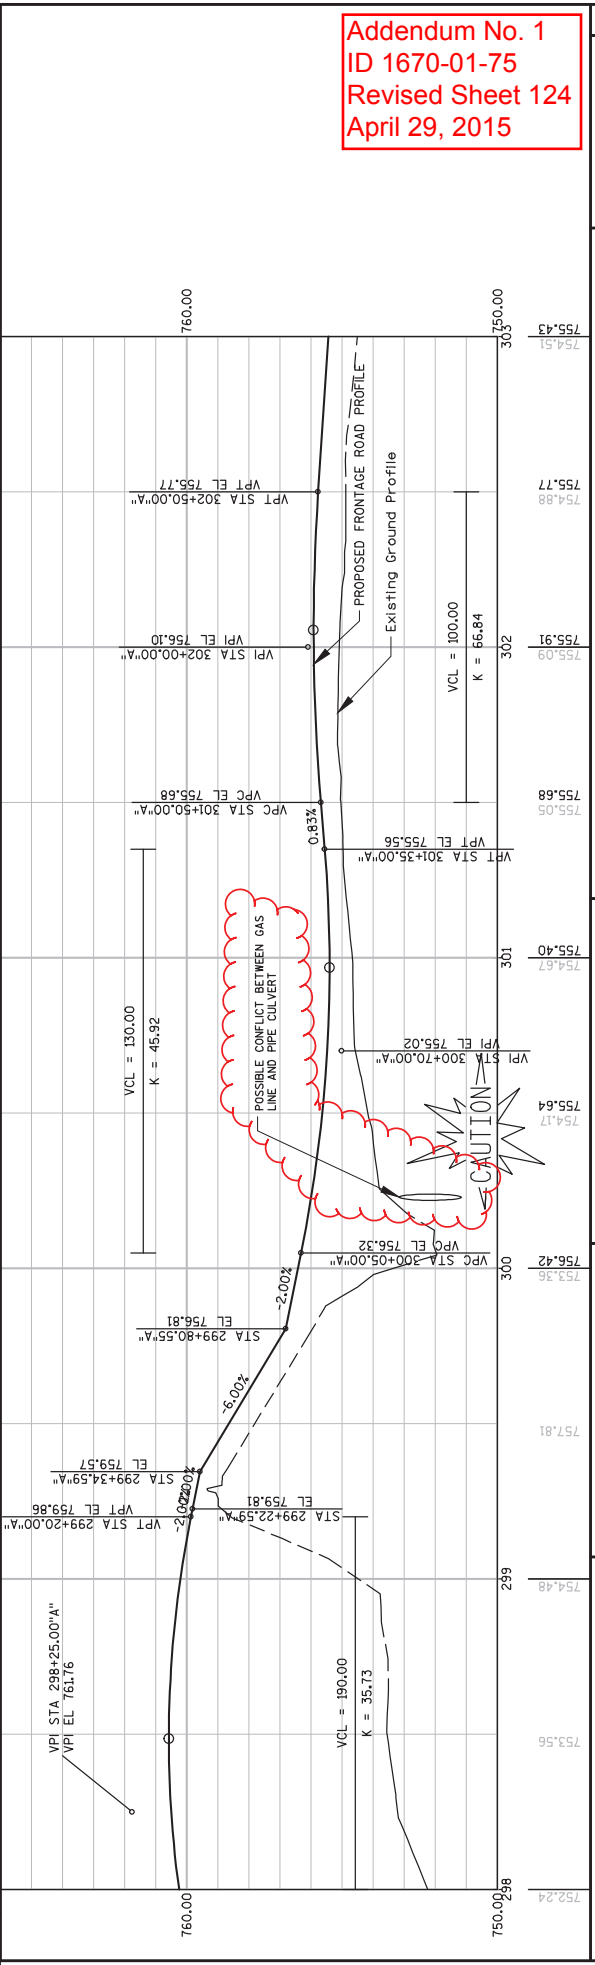 Addendum No. 1
ID 1670-01-75
Revised Sheet 124
April 29, 2015
760.00
750.00
303
755.43
754.51
PROPOSED FRONTAGE ROAD PROFILE
Existing Ground Profile
VPT STA 302+50.00"A"
VPT EL 755.77
755.77
754.88
VPI STA 302+00.00"A"
VPI EL 756.10
302
755.91
755.09
VCL = 100.00
K = 66.84
VPC STA 301+50.00"A"
VPC EL 755.68
755.68
755.05
0.83%
VPT STA 301+35.00"A"
VPT EL 755.56
VCL = 130.00
K = 45.92
POSSIBLE CONFLICT BETWEEN GAS
LINE AND PIPE CULVERT
301
755.40
754.67
VPI STA 300+70.00"A"
VPI EL 755.02
755.64
754.17
CAUTION
VPC STA 300+05.00"A"
VPC EL 756.32
300
756.42
753.36
-2.00%
STA 299+80.55"A"
EL 756.81
-6.00%
757.81
STA 299+34.59"A"
EL 759.57
-2.00%
-2.00%
STA 299+22.59"A"
EL 759.81
VPT STA 299+20.00"A"
VPT EL 759.86
299
754.48
VPI STA 298+25.00"A"
VPI EL 761.76
VCL = 190.00
K = 35.73
753.56
760.00
750.00
298
752.24